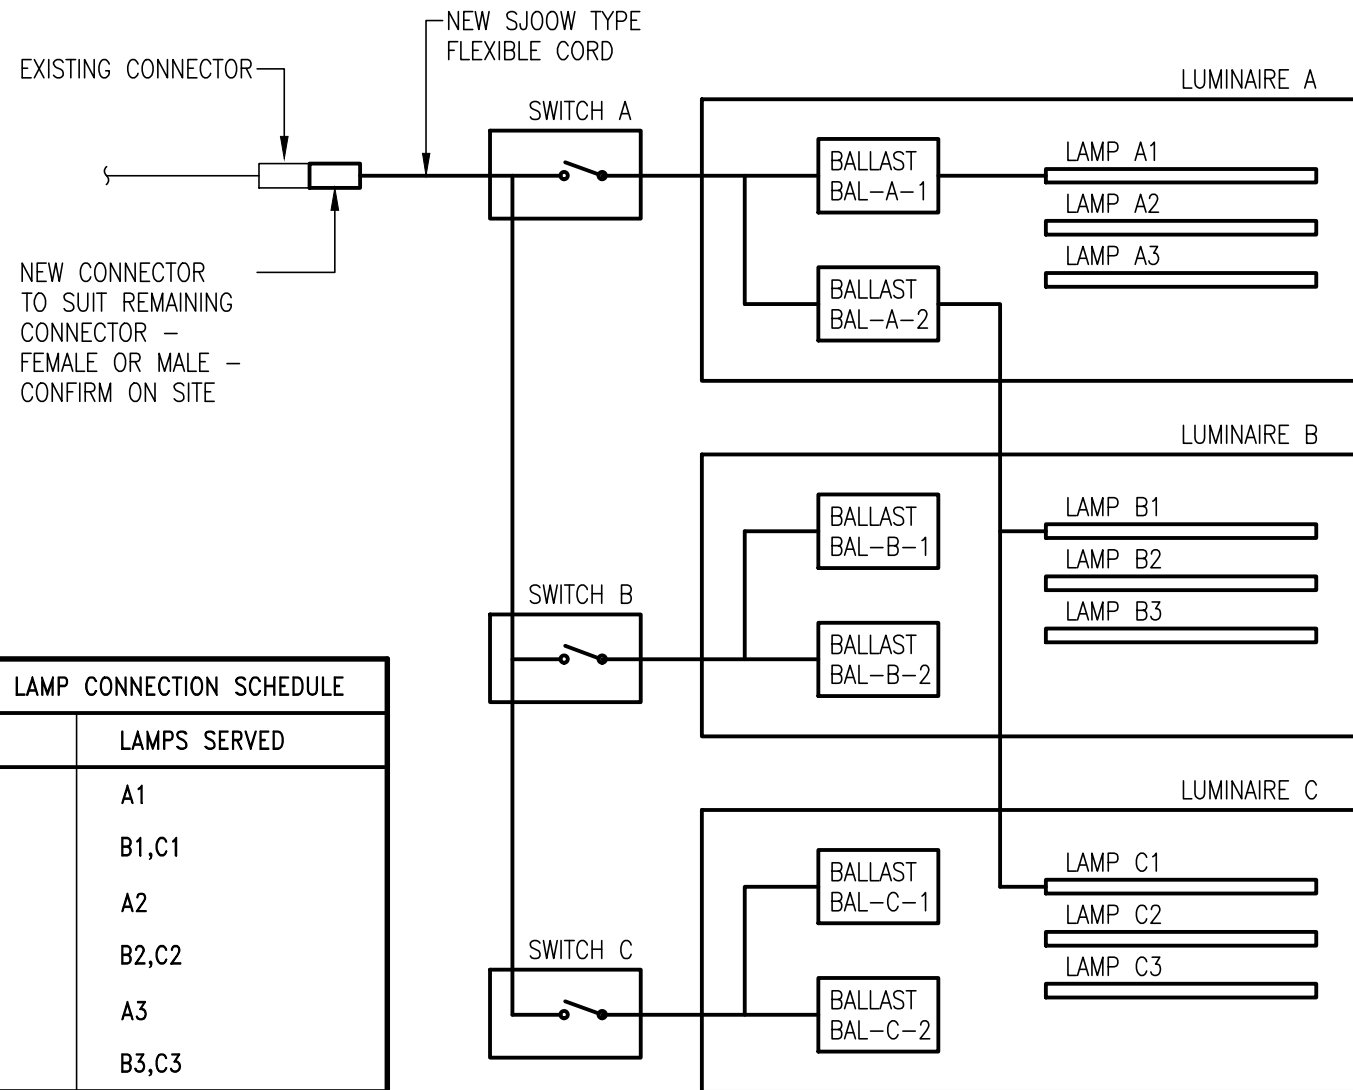 NEW SJOOW TYPE
FLEXIBLE CORD
EXISTING CONNECTOR
NEW CONNECTOR
TO SUIT REMAINING
CONNECTOR –
FEMALE OR MALE –
CONFIRM ON SITE
SWITCH A
LUMINAIRE A
BALLAST
BAL–A–1
LAMP A1
LAMP A2
LAMP A3
BALLAST
BAL–A–2
LUMINAIRE B
BALLAST
BAL–B–1
LAMP B1
LAMP B2
LAMP B3
SWITCH B
BALLAST
BAL–B–2
LUMINAIRE C
BALLAST
BAL–C–1
LAMP C1
LAMP C2
LAMP C3
SWITCH C
BALLAST
BAL–C–2
LAMP CONNECTION SCHEDULE
LAMPS SERVED
A1
B1,C1
A2
B2,C2
A3
B3,C3